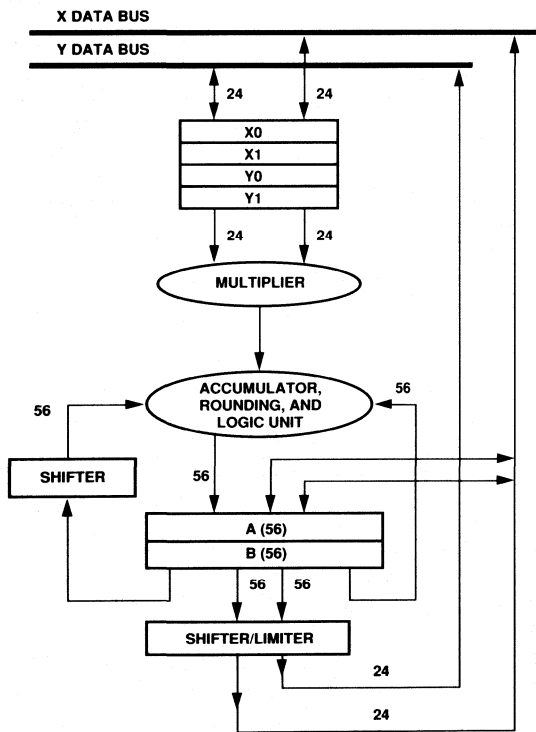 X DATA BUS
Y DATA BUS
24
24
X0
X1
Y0
Y1
24
24
MULTIPLIER
ACCUMULATOR,
ROUNDING, AND
LOGIC UNIT
56
56
SHIFTER
56
A (56)
B (56)
56
56
SHIFTER/LIMITER
24
24